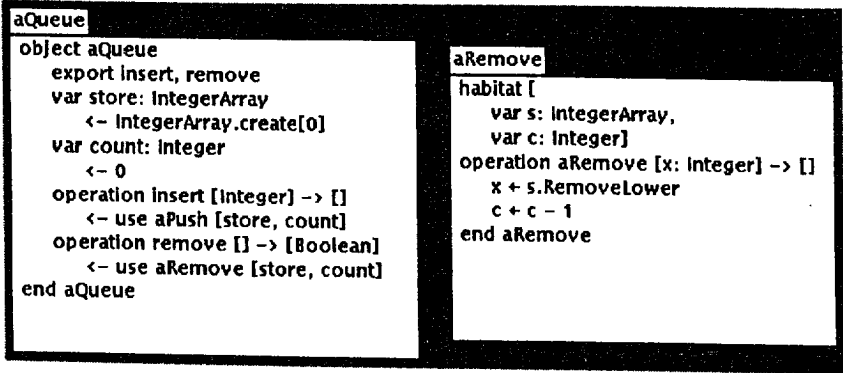 aQueue
object aQueue
export insert, remove
var store: IntegerArray
<- IntegerArray.create[0]
var count: Integer
<- 0
operation insert [Integer] -> []
<- use aPush [store, count]
operation remove [] -> [Boolean]
<- use aRemove [store, count]
end aQueue
aRemove
habitat [
var s: IntegerArray,
var c: Integer]
operation aRemove [x: Integer] -> []
x ← s.RemoveLower
c ← c - 1
end aRemove